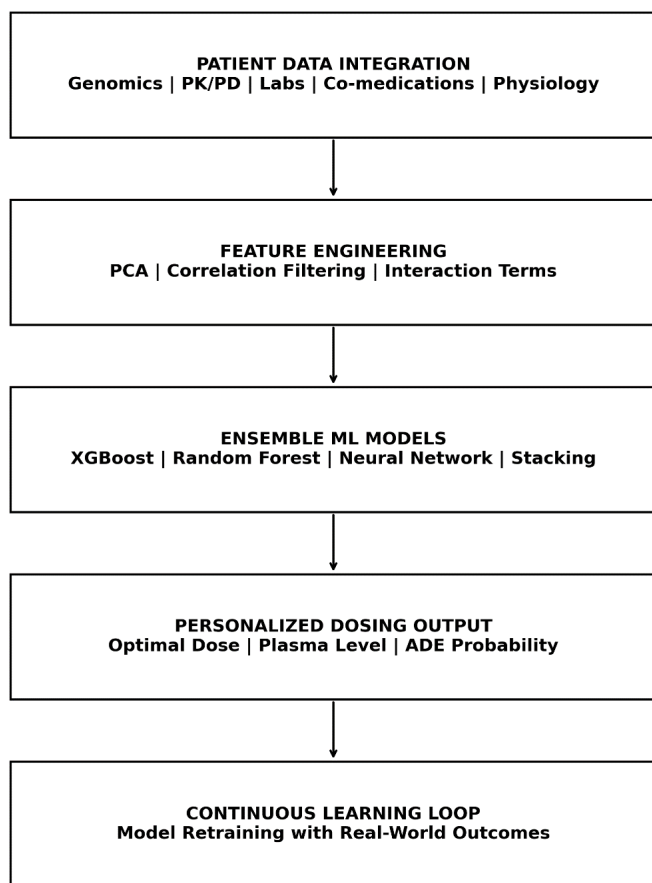 PATIENT DATA INTEGRATION
Genomics | PK/PD | Labs | Co-medications | Physiology
FEATURE ENGINEERING
PCA | Correlation Filtering | Interaction Terms
ENSEMBLE ML MODELS
XGBoost | Random Forest | Neural Network | Stacking
PERSONALIZED DOSING OUTPUT
Optimal Dose | Plasma Level | ADE Probability
CONTINUOUS LEARNING LOOP
Model Retraining with Real-World Outcomes